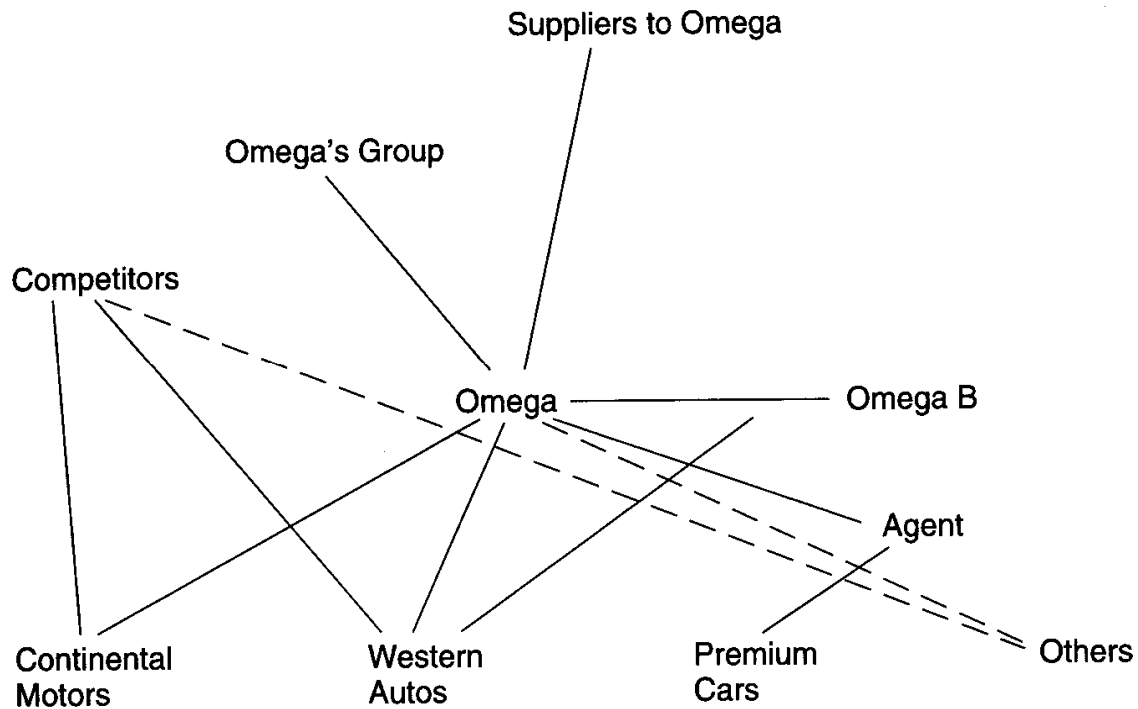 Suppliers to Omega
Omega's Group
Competitors
Omega
Omega B
Agent
Continental
Motors
Western
Autos
Premium
Cars
Others